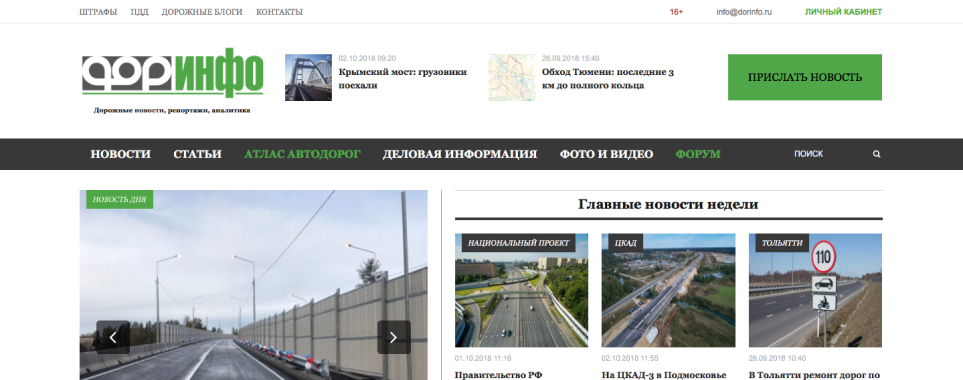 ШТРАФЫ ПДД ДОРОЖНЫЕ БЛОГИ КОНТАКТЫ 16+ info@dorinfo.ru ЛИЧНЫЙ КАБИНЕТ
ДОРИНФО
Дорожные новости, репортажи, аналитика
02.10.2018 09:20
Крымский мост: грузовики
поехали
28.09.2018 15:40
Обход Тюмени: последние 3
км до полного кольца
ПРИСЛАТЬ НОВОСТЬ
НОВОСТИ СТАТЬИ АТЛАС АВТОДОРОГ ДЕЛОВАЯ ИНФОРМАЦИЯ ФОТО И ВИДЕО ФОРУМ ПОИСК
НОВОСТЬ ДНЯ
Главные новости недели
НАЦИОНАЛЬНЫЙ ПРОЕКТ
01.10.2018 11:16
Правительство РФ
ЦКАД
02.10.2018 11:55
На ЦКАД-3 в Подмосковье
ТОЛЬЯТТИ
110
28.09.2018 10:40
В Тольятти ремонт дорог по